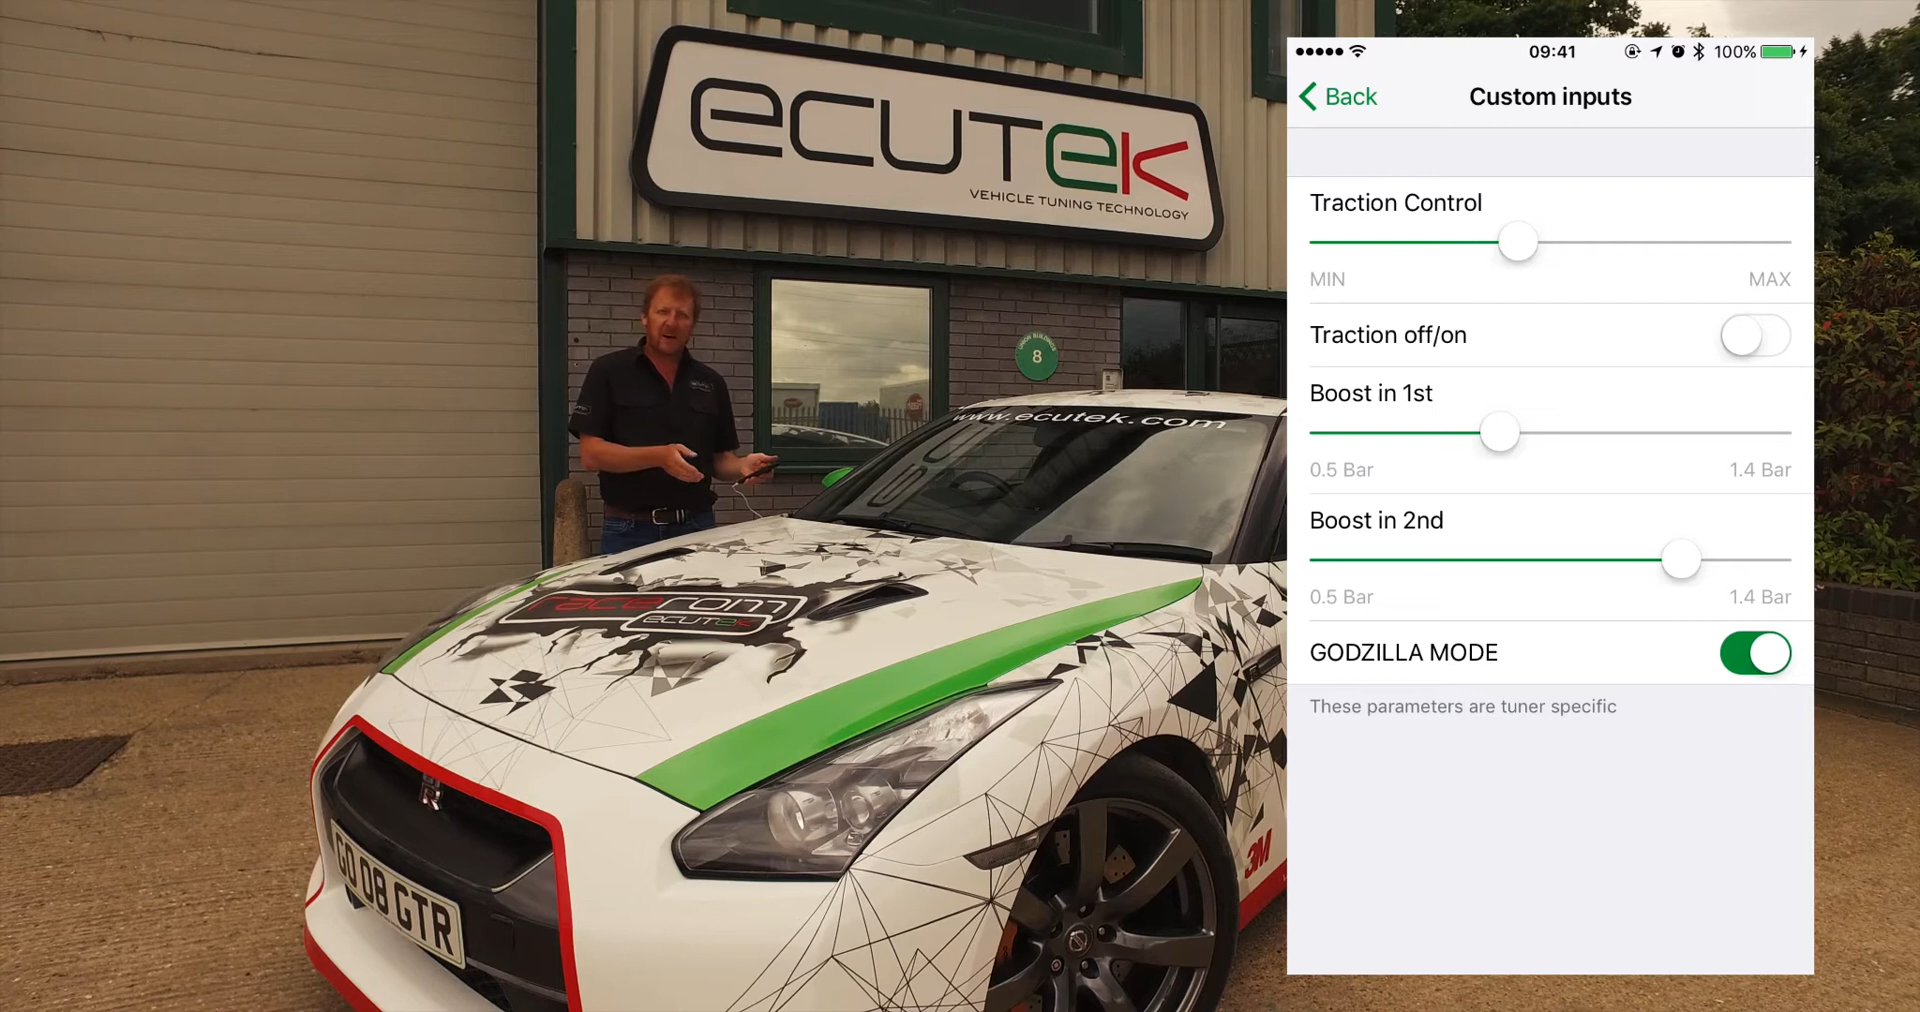 ecuTeK
VEHICLE TUNING TECHNOLOGY
UNION BUILDINGS
8
www.ecutek.com
racerom
ecuTeK
GO08 GTR
3M
09:41
100%
Back
Custom inputs
Traction Control
MIN
MAX
Traction off/on
Boost in 1st
0.5 Bar
1.4 Bar
Boost in 2nd
0.5 Bar
1.4 Bar
GODZILLA MODE
These parameters are tuner specific